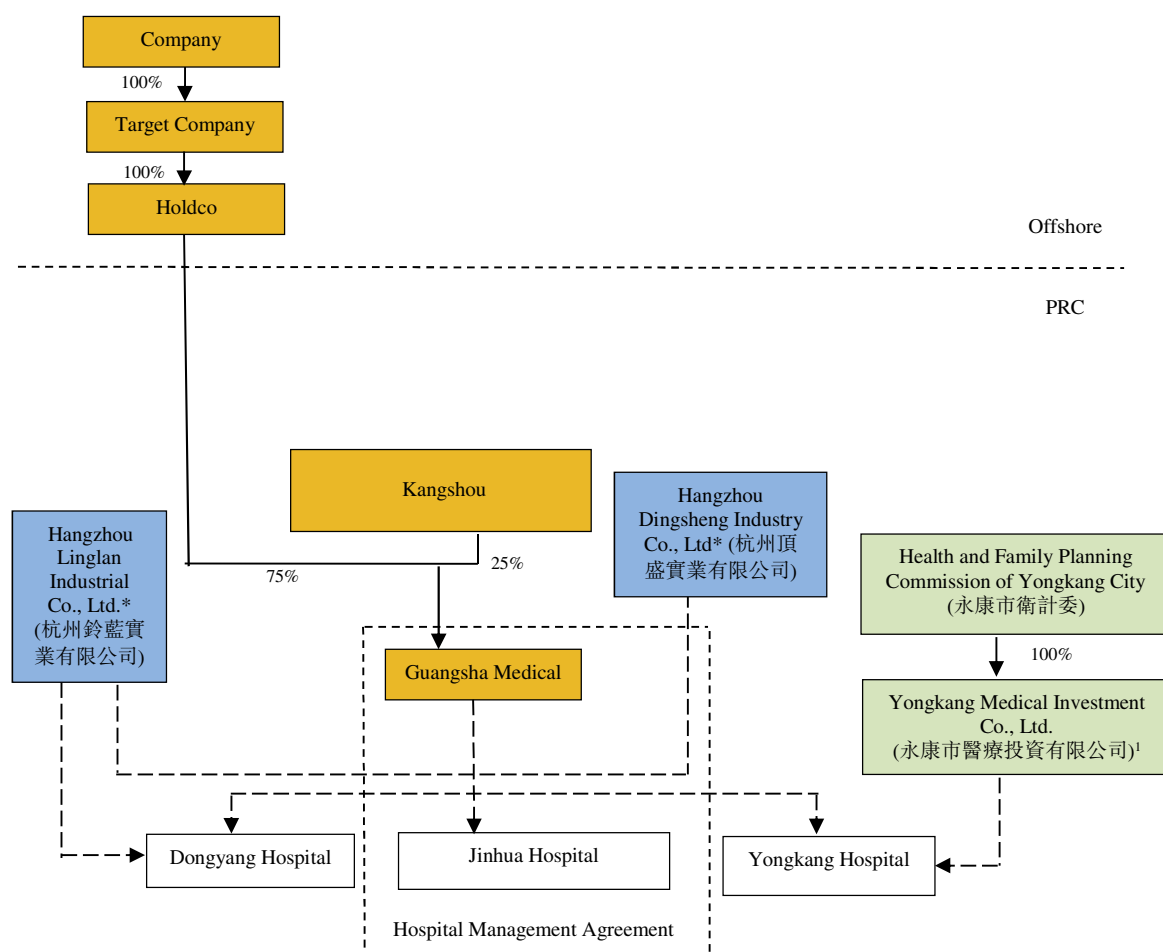 Company
100%
Target Company
100%
Holdco
Offshore
PRC
Kangshou
Hangzhou
Dingsheng Industry
Co., Ltd* (杭州頂
盛實業有限公司)
Hangzhou
Linglan
Industrial
Co., Ltd.*
(杭州鈴藍實
業有限公司)
75%
25%
Health and Family Planning
Commission of Yongkang City
(永康市衛計委)
100%
Guangsha Medical
Yongkang Medical Investment
Co., Ltd.
(永康市醫療投資有限公司)¹
Dongyang Hospital
Jinhua Hospital
Yongkang Hospital
Hospital Management Agreement